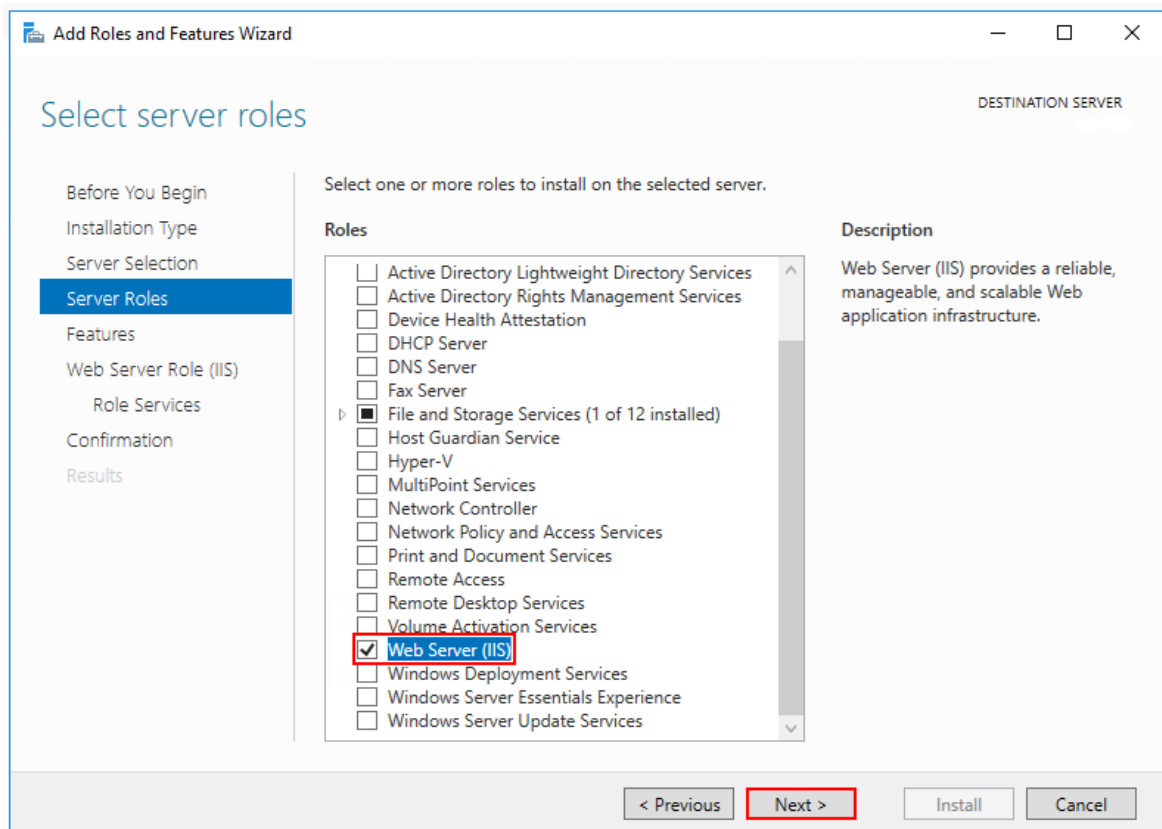 Add Roles and Features Wizard
Select server roles
DESTINATION SERVER
Before You Begin
Installation Type
Server Selection
Server Roles
Features
Web Server Role (IIS)
Role Services
Confirmation
Results
Select one or more roles to install on the selected server.
Roles
Active Directory Lightweight Directory Services
Active Directory Rights Management Services
Device Health Attestation
DHCP Server
DNS Server
Fax Server
File and Storage Services (1 of 12 installed)
Host Guardian Service
Hyper-V
MultiPoint Services
Network Controller
Network Policy and Access Services
Print and Document Services
Remote Access
Remote Desktop Services
Volume Activation Services
Web Server (IIS)
Windows Deployment Services
Windows Server Essentials Experience
Windows Server Update Services
Description
Web Server (IIS) provides a reliable,
manageable, and scalable Web
application infrastructure.
< Previous
Next >
Install
Cancel